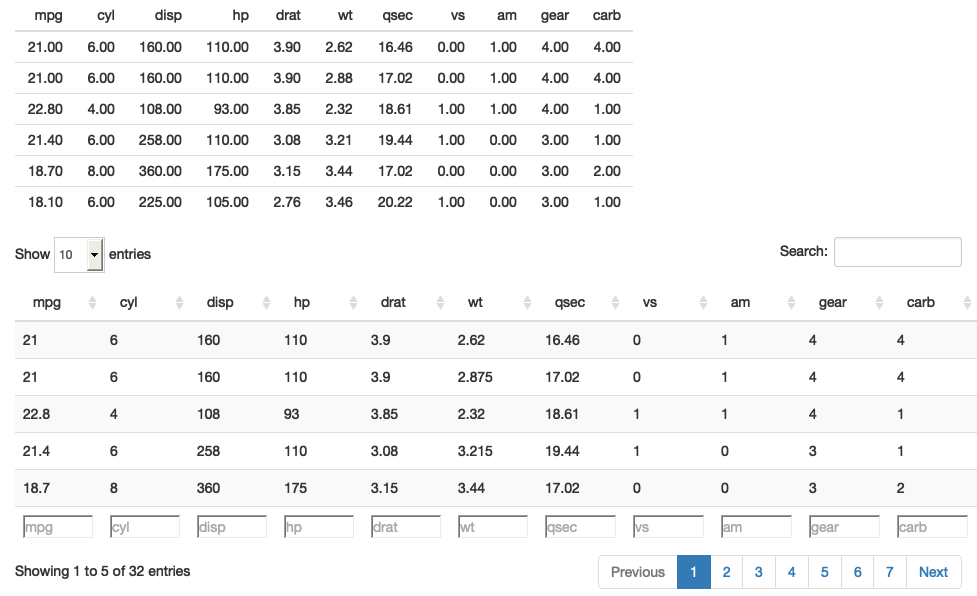 mpg cyl disp hp drat wt qsec vs am gear carb
21.00 6.00 160.00 110.00 3.90 2.62 16.46 0.00 1.00 4.00 4.00
21.00 6.00 160.00 110.00 3.90 2.88 17.02 0.00 1.00 4.00 4.00
22.80 4.00 108.00 93.00 3.85 2.32 18.61 1.00 1.00 4.00 1.00
21.40 6.00 258.00 110.00 3.08 3.21 19.44 1.00 0.00 3.00 1.00
18.70 8.00 360.00 175.00 3.15 3.44 17.02 0.00 0.00 3.00 2.00
18.10 6.00 225.00 105.00 2.76 3.46 20.22 1.00 0.00 3.00 1.00
Show 10 entries Search:
mpg cyl disp hp drat wt qsec vs am gear carb
21 6 160 110 3.9 2.62 16.46 0 1 4 4
21 6 160 110 3.9 2.875 17.02 0 1 4 4
22.8 4 108 93 3.85 2.32 18.61 1 1 4 1
21.4 6 258 110 3.08 3.215 19.44 1 0 3 1
18.7 8 360 175 3.15 3.44 17.02 0 0 3 2
mpg cyl disp hp drat wt qsec vs am gear carb
Showing 1 to 5 of 32 entries Previous 1 2 3 4 5 6 7 Next